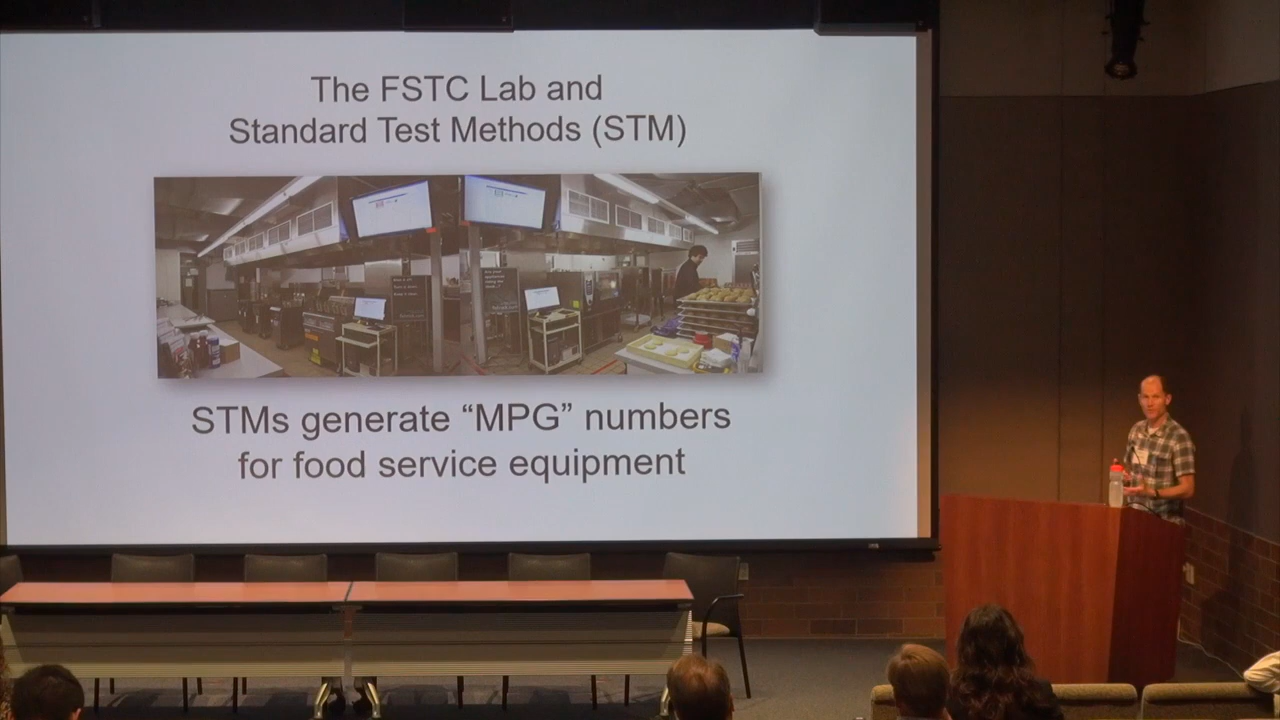 The FSTC Lab and
Standard Test Methods (STM)
STMs generate “MPG” numbers
for food service equipment